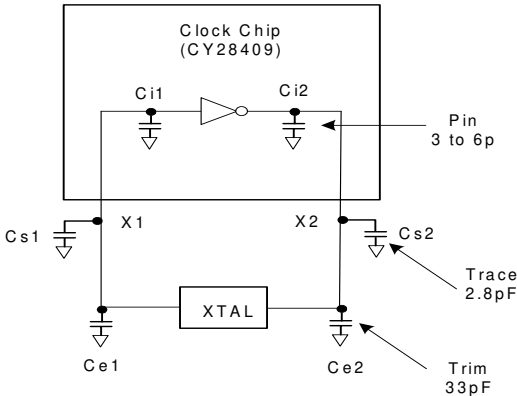 Clock Chip
(CY28409)
Ci1
Ci2
Pin
3 to 6p
X1
X2
Cs1
Cs2
Trace
2.8pF
XTAL
Ce1
Ce2
Trim
33pF